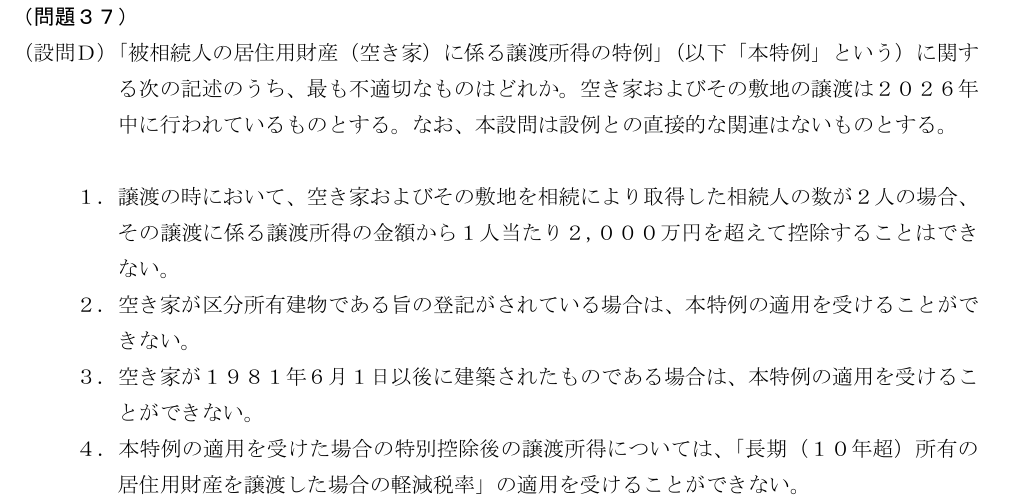 （問題３７）
（設問Ｄ）「被相続人の居住用財産（空き家）に係る譲渡所得の特例」（以下「本特例」という）に関す
る次の記述のうち、最も不適切なものはどれか。空き家およびその敷地の譲渡は２０２６年
中に行われているものとする。なお、本設問は設例との直接的な関連はないものとする。
１．譲渡の時において、空き家およびその敷地を相続により取得した相続人の数が２人の場合、
その譲渡に係る譲渡所得の金額から１人当たり２,０００万円を超えて控除することはでき
ない。
２．空き家が区分所有建物である旨の登記がされている場合は、本特例の適用を受けることがで
きない。
３．空き家が１９８１年６月１日以後に建築されたものである場合は、本特例の適用を受けるこ
とができない。
４．本特例の適用を受けた場合の特別控除後の譲渡所得については、「長期（１０年超）所有の
居住用財産を譲渡した場合の軽減税率」の適用を受けることができない。